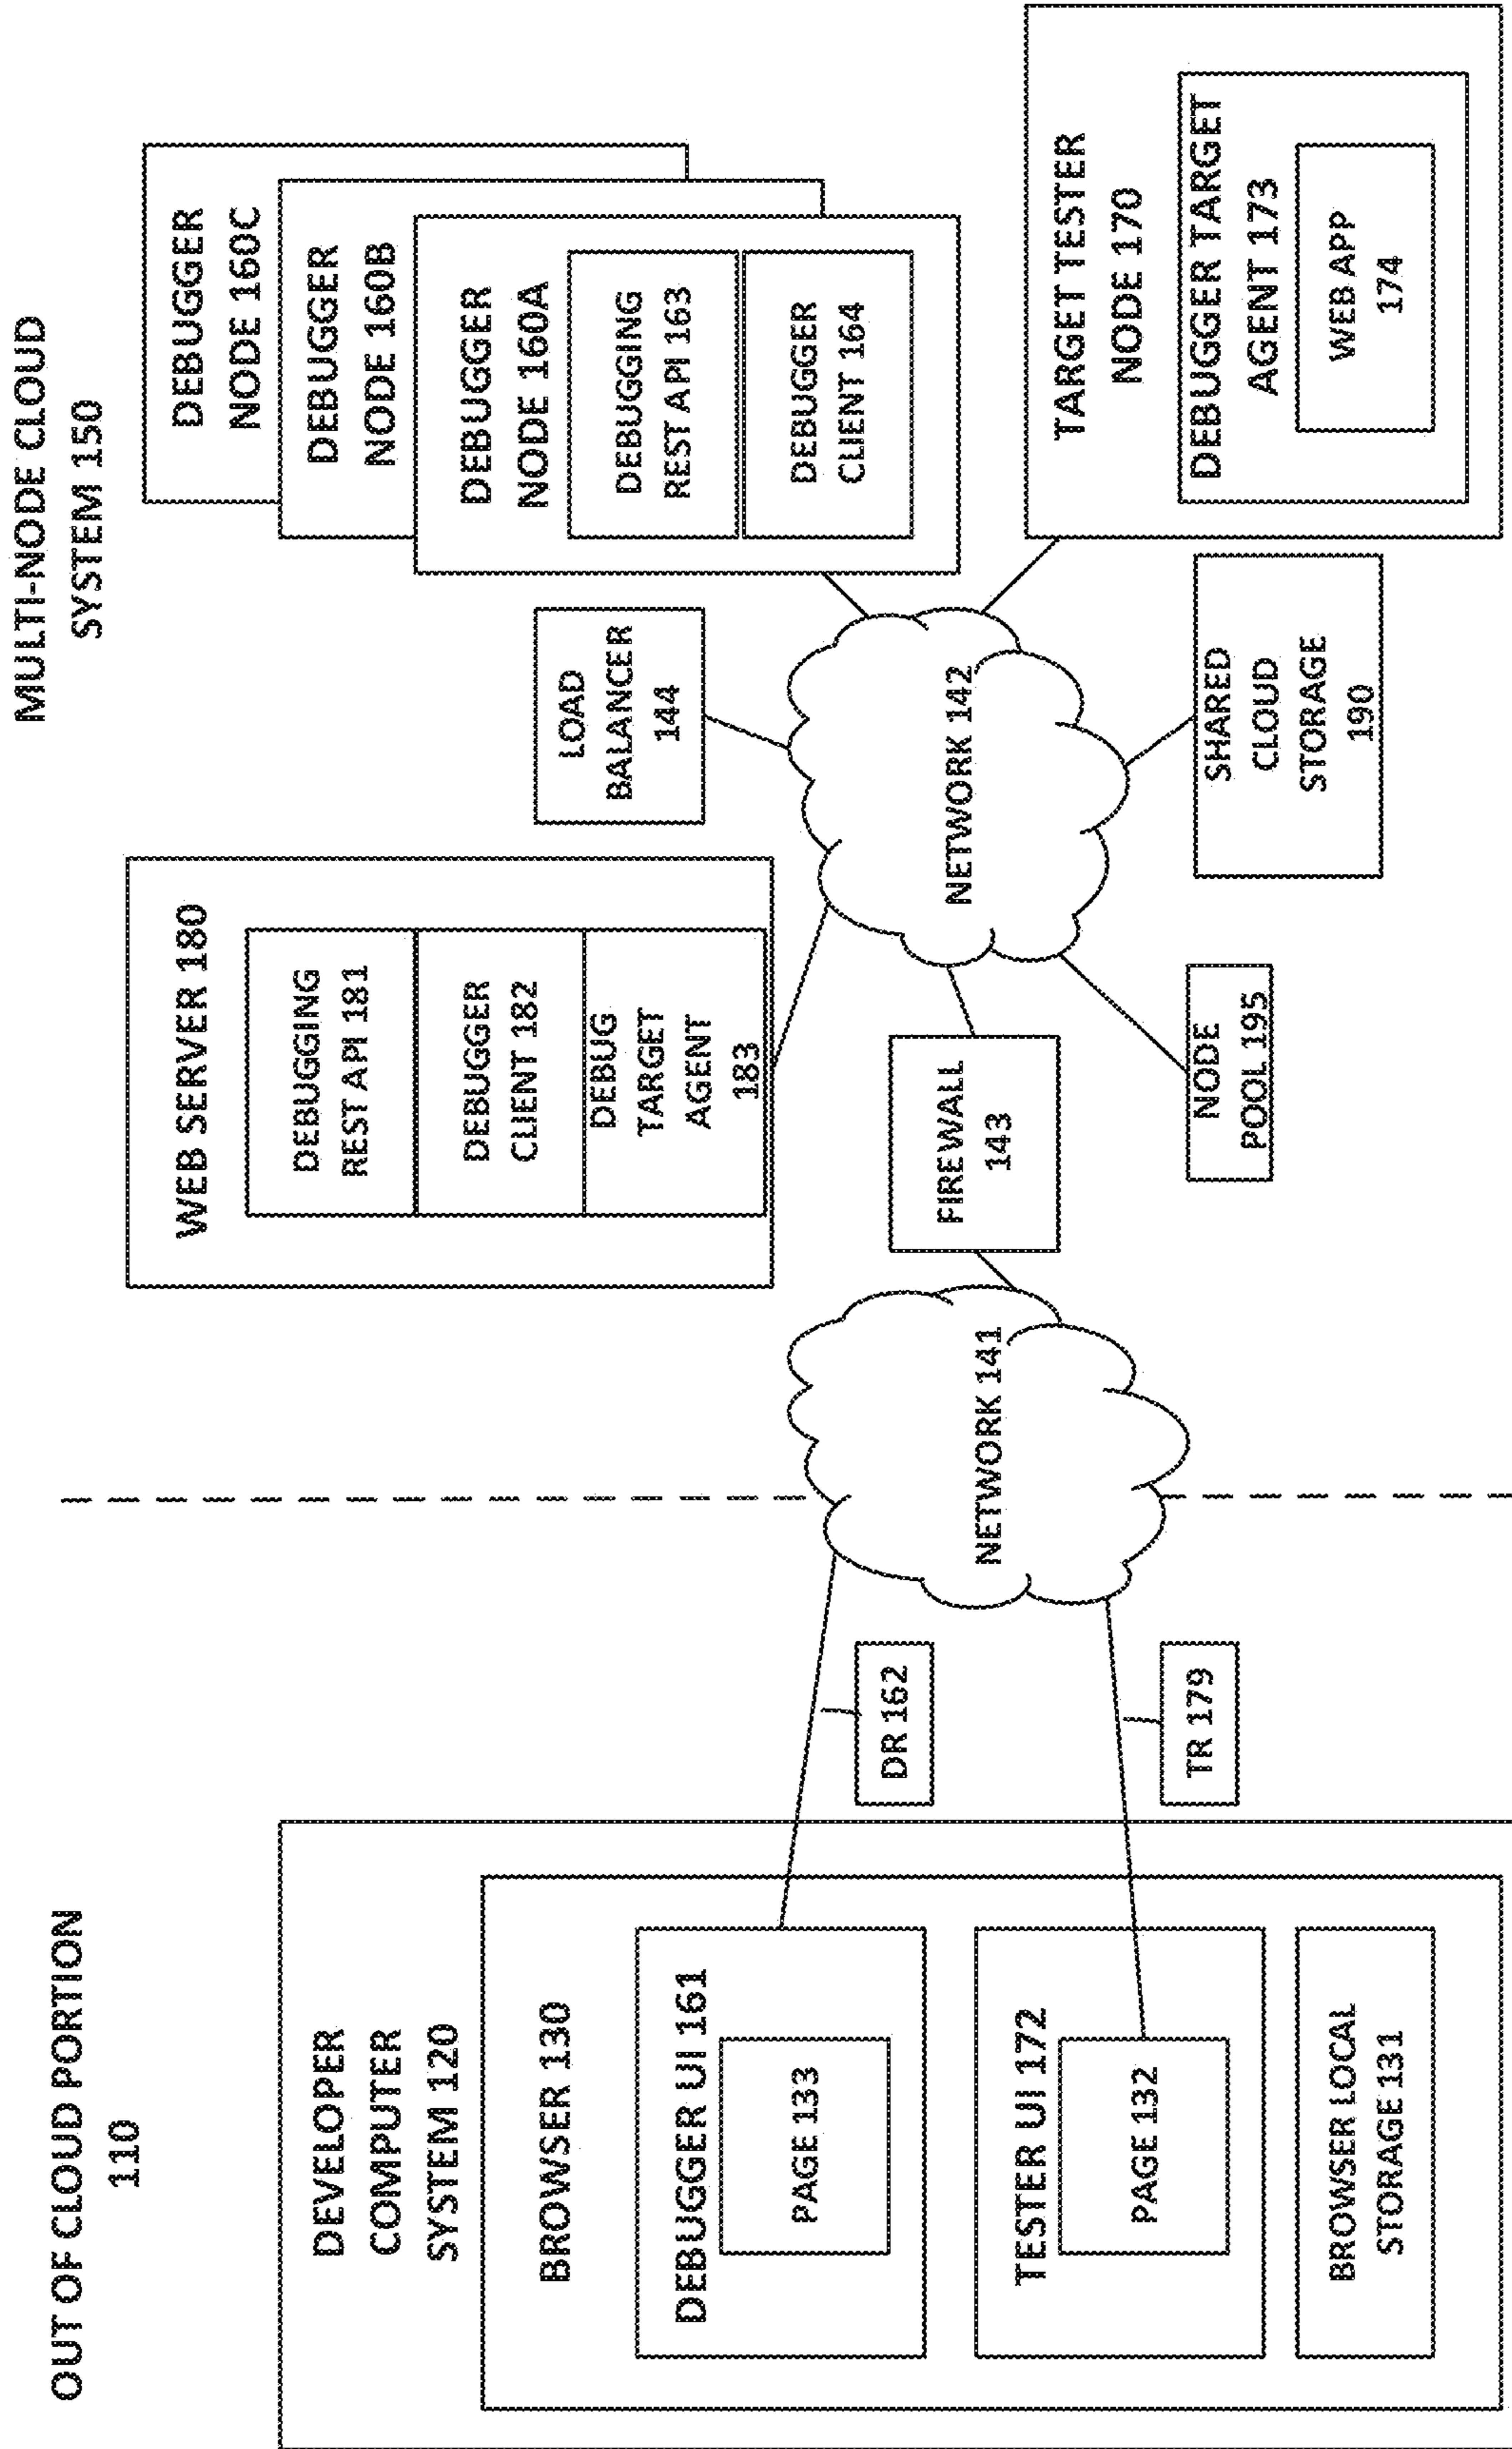 OUT OF CLOUD PORTION
110
DEVELOPER
COMPUTER
SYSTEM 120
BROWSER 130
DEBUGGER UI 161
PAGE 133
TESTER UI 172
PAGE 132
BROWSER LOCAL
STORAGE 131
DR 162
TR 179
NETWORK 141
MULTI-NODE CLOUD
SYSTEM 150
WEB SERVER 180
DEBUGGING
REST API 181
DEBUGGER
CLIENT 182
DEBUG
TARGET
AGENT
183
FIREWALL
143
NODE
POOL 195
LOAD
BALANCER
144
NETWORK 142
SHARED
CLOUD
STORAGE
190
DEBUGGER
NODE 160C
DEBUGGER
NODE 160B
DEBUGGER
NODE 160A
DEBUGGING
REST API 163
DEBUGGER
CLIENT 164
TARGET TESTER
NODE 170
DEBUGGER TARGET
AGENT 173
WEB APP
174